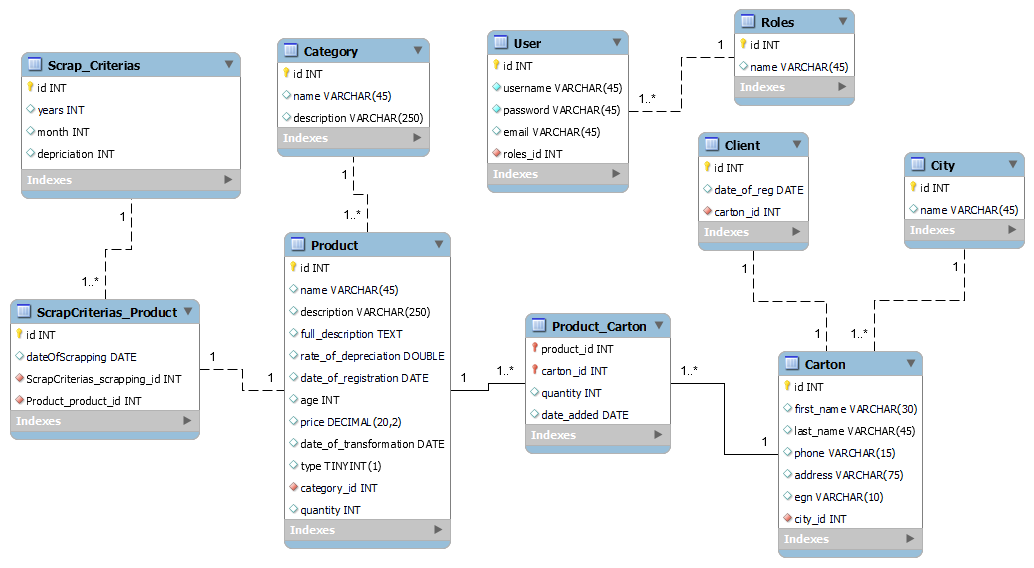 Scrap_Criterias
id INT
years INT
month INT
depriciation INT
Indexes
Category
id INT
name VARCHAR(45)
description VARCHAR(250)
Indexes
User
id INT
username VARCHAR(45)
password VARCHAR(45)
email VARCHAR(45)
roles_id INT
Indexes
Roles
id INT
name VARCHAR(45)
Indexes
1
1..*
Client
id INT
date_of_reg DATE
carton_id INT
Indexes
City
id INT
name VARCHAR(45)
Indexes
1
1..*
1
1..*
1
1
1
1..*
ScrapCriterias_Product
id INT
dateOfScrapping DATE
ScrapCriterias_scrapping_id INT
Product_product_id INT
Indexes
1
1
Product
id INT
name VARCHAR(45)
description VARCHAR(250)
full_description TEXT
rate_of_depreciation DOUBLE
date_of_registration DATE
age INT
price DECIMAL(20,2)
date_of_transformation DATE
type TINYINT(1)
category_id INT
quantity INT
Indexes
1
1..*
Product_Carton
product_id INT
carton_id INT
quantity INT
date_added DATE
Indexes
1..*
1
Carton
id INT
first_name VARCHAR(30)
last_name VARCHAR(45)
phone VARCHAR(15)
address VARCHAR(75)
egn VARCHAR(10)
city_id INT
Indexes